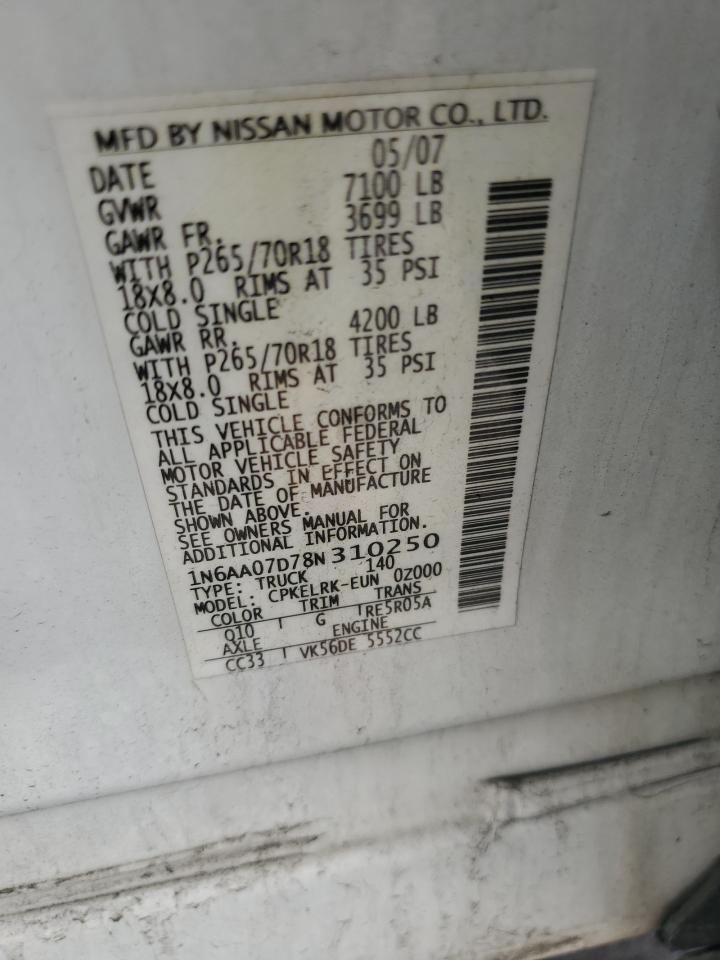 MFD BY NISSAN MOTOR CO., LTD.
DATE 05/07
GVWR 7100 LB
GAWR FR. 3699 LB
WITH P265/70R18 TIRES
18X8.0 RIMS AT 35 PSI
COLD SINGLE
GAWR RR. 4200 LB
WITH P265/70R18 TIRES
18X8.0 RIMS AT 35 PSI
COLD SINGLE
THIS VEHICLE CONFORMS TO
ALL APPLICABLE FEDERAL
MOTOR VEHICLE SAFETY
STANDARDS IN EFFECT ON
THE DATE OF MANUFACTURE
SHOWN ABOVE.
SEE OWNERS MANUAL FOR
ADDITIONAL INFORMATION.
1N6AA07D78N310250
TYPE: TRUCK 140
MODEL: CPKELRK-EUN 0Z000
COLOR TRIM TRANS
Q10 G RE5R05A
AXLE ENGINE
CC33 VK56DE 5552CC